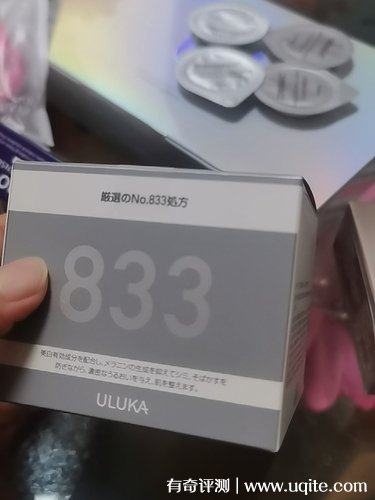 厳選のNo.833処方
833
美白有効成分を配合し、メラニンの生成を抑えてシミ、そばかすを
防ぎながら、濃密なうるおいを与え、肌を整えます。
ULUKA
有奇评测 | www.uqite.com